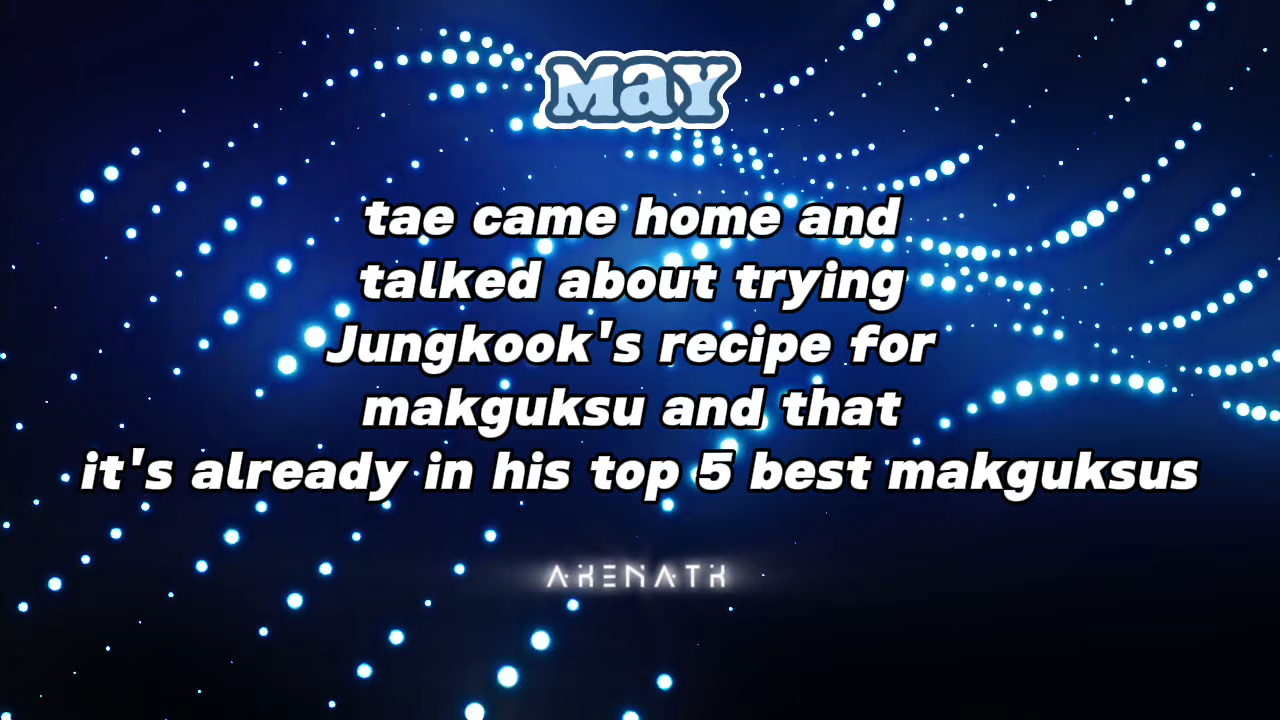 MaY
tae came home and
talked about trying
Jungkook's recipe for
makguksu and that
it's already in his top 5 best makguksus